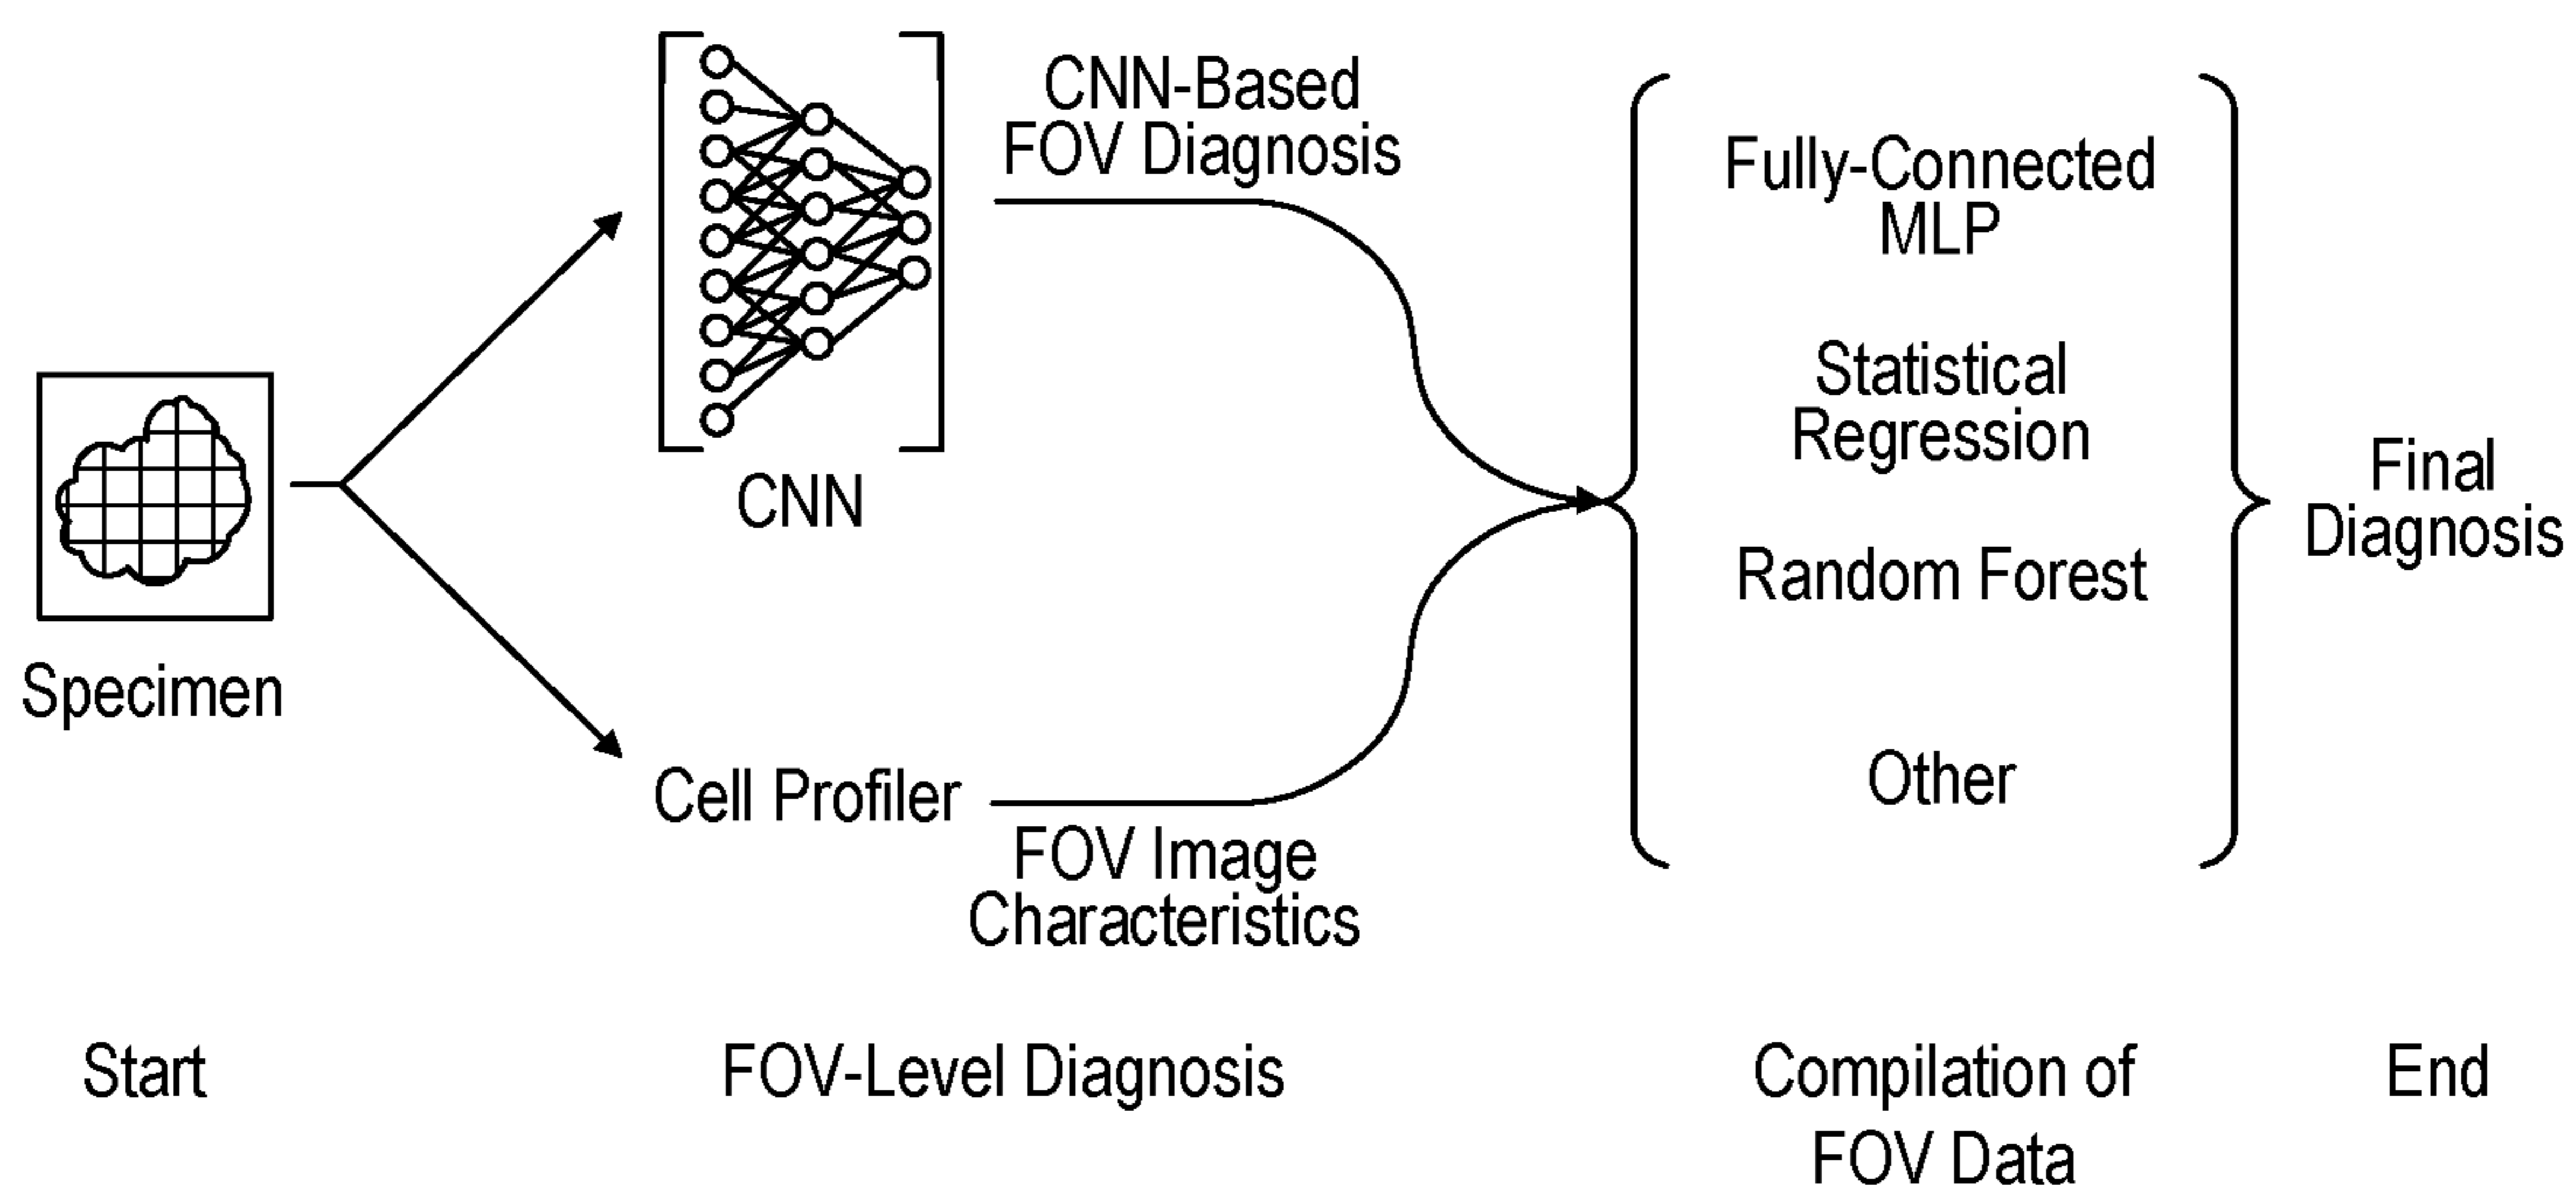 CNN-Based
FOV Diagnosis
CNN
Specimen
Cell Profiler
FOV Image
Characteristics
Fully-Connected
MLP
Statistical
Regression
Random Forest
Other
Final
Diagnosis
Start
FOV-Level Diagnosis
Compilation of
FOV Data
End